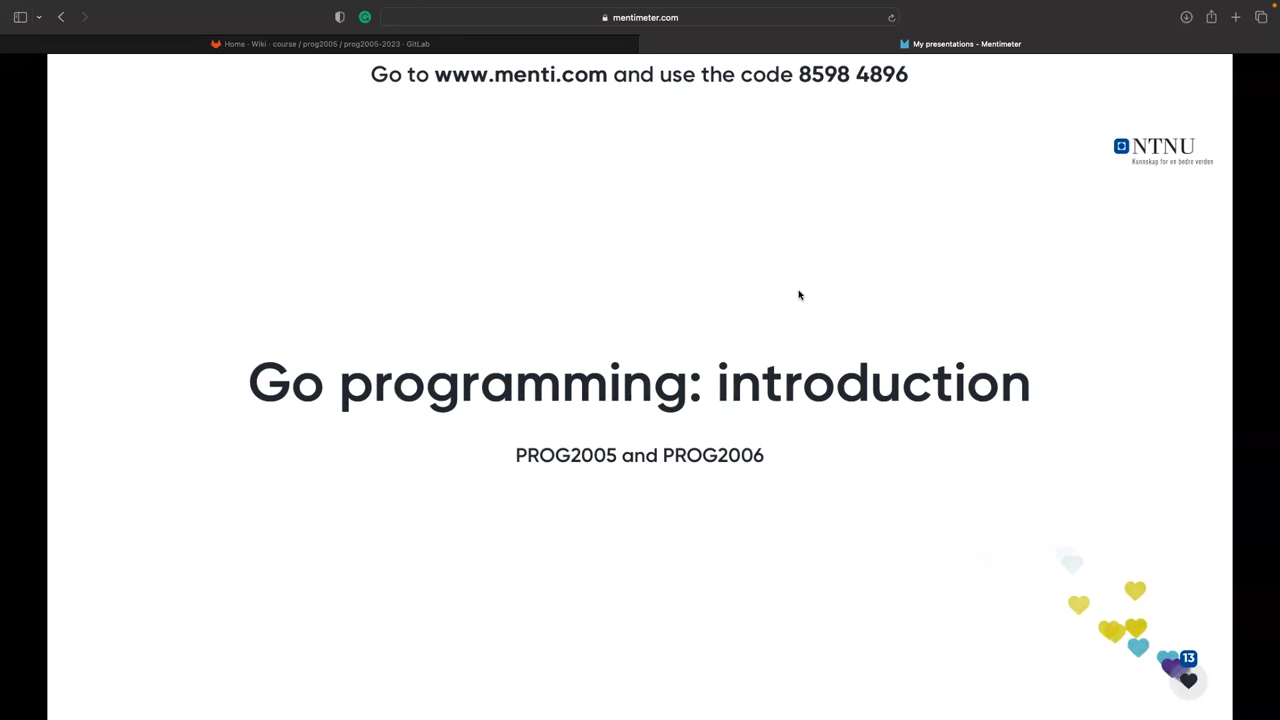 mentimeter.com
Home · Wiki · course / prog2005 / prog2005-2023 · GitLab
My presentations - Mentimeter
Go to www.menti.com and use the code 8598 4896
NTNU
Kunnskap for en bedre verden
Go programming: introduction
PROG2005 and PROG2006
13